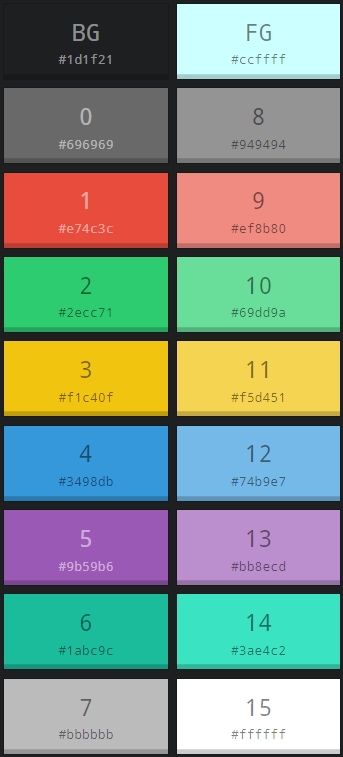 BG
#1d1f21
FG
#ccffff
0
#696969
8
#949494
1
#e74c3c
9
#ef8b80
2
#2ecc71
10
#69dd9a
3
#f1c40f
11
#f5d451
4
#3498db
12
#74b9e7
5
#9b59b6
13
#bb8ecd
6
#1abc9c
14
#3ae4c2
7
#bbbbbb
15
#ffffff